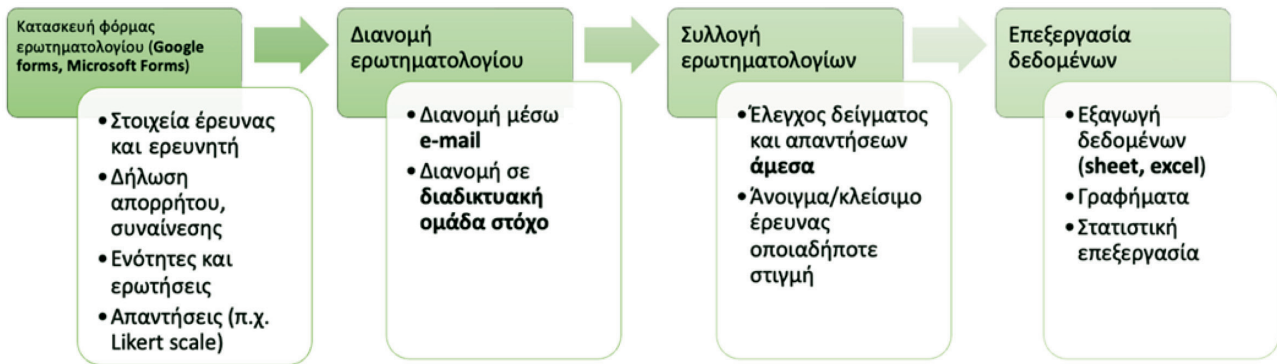 Κατασκευή φόρμας
ερωτηματολογίου (Google
forms, Microsoft Forms)
•Στοιχεία έρευνας
και ερευνητή
•Δήλωση
απορρήτου,
συναίνεσης
•Ενότητες και
ερωτήσεις
•Απαντήσεις (π.χ.
Likert scale)
Διανομή
ερωτηματολογίου
•Διανομή μέσω
e-mail
•Διανομή σε
διαδικτυακή
ομάδα στόχο
Συλλογή
ερωτηματολογίων
•Έλεγχος δείγματος
και απαντήσεων
άμεσα
•Άνοιγμα/κλείσιμο
έρευνας
οποιαδήποτε
στιγμή
Επεξεργασία
δεδομένων
•Εξαγωγή
δεδομένων
(sheet, excel)
•Γραφήματα
•Στατιστική
επεξεργασία